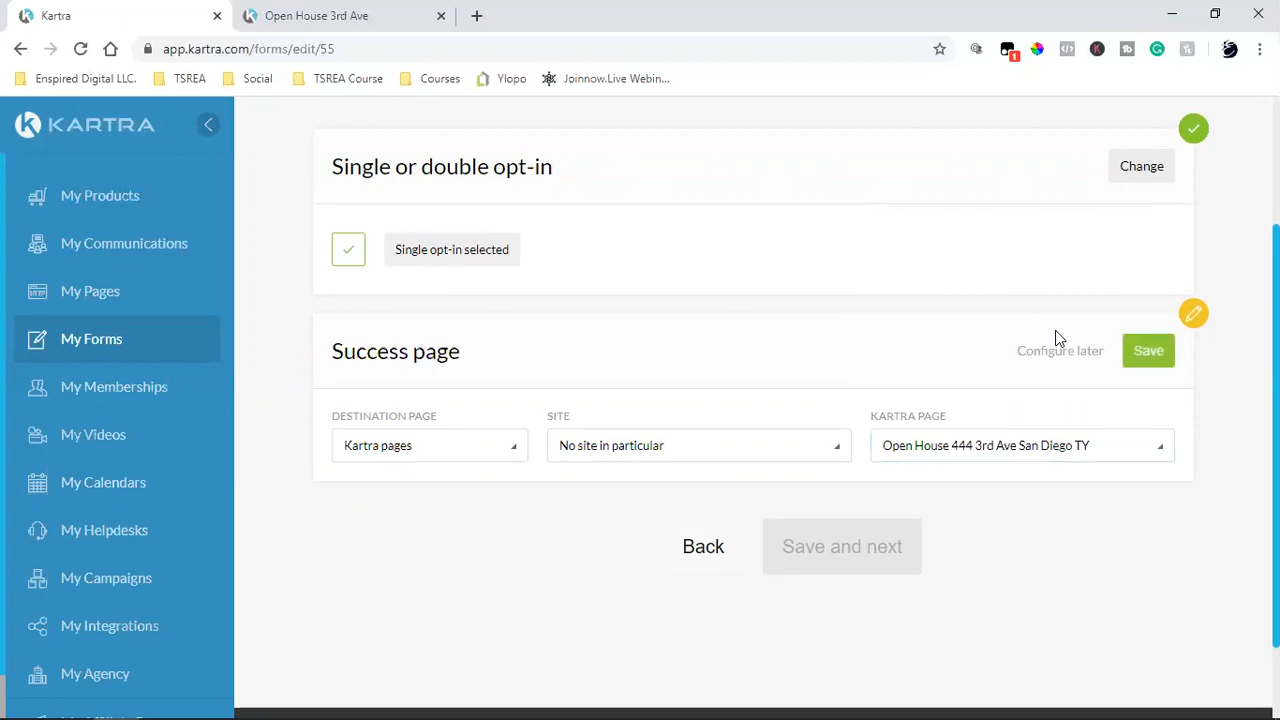 Kartra
Open House 3rd Ave
app.kartra.com/forms/edit/55
1
Enspired Digital LLC.
TSREA
Social
TSREA Course
Courses
Ylopo
Joinnow.Live Webin...
KARTRA
My Products
My Communications
My Pages
My Forms
My Memberships
My Videos
My Calendars
My Helpdesks
My Campaigns
My Integrations
My Agency
Single or double opt-in
Change
Single opt-in selected
Success page
Configure later
Save
DESTINATION PAGE
SITE
KARTRA PAGE
Kartra pages
No site in particular
Open House 444 3rd Ave San Diego TY
Back
Save and next